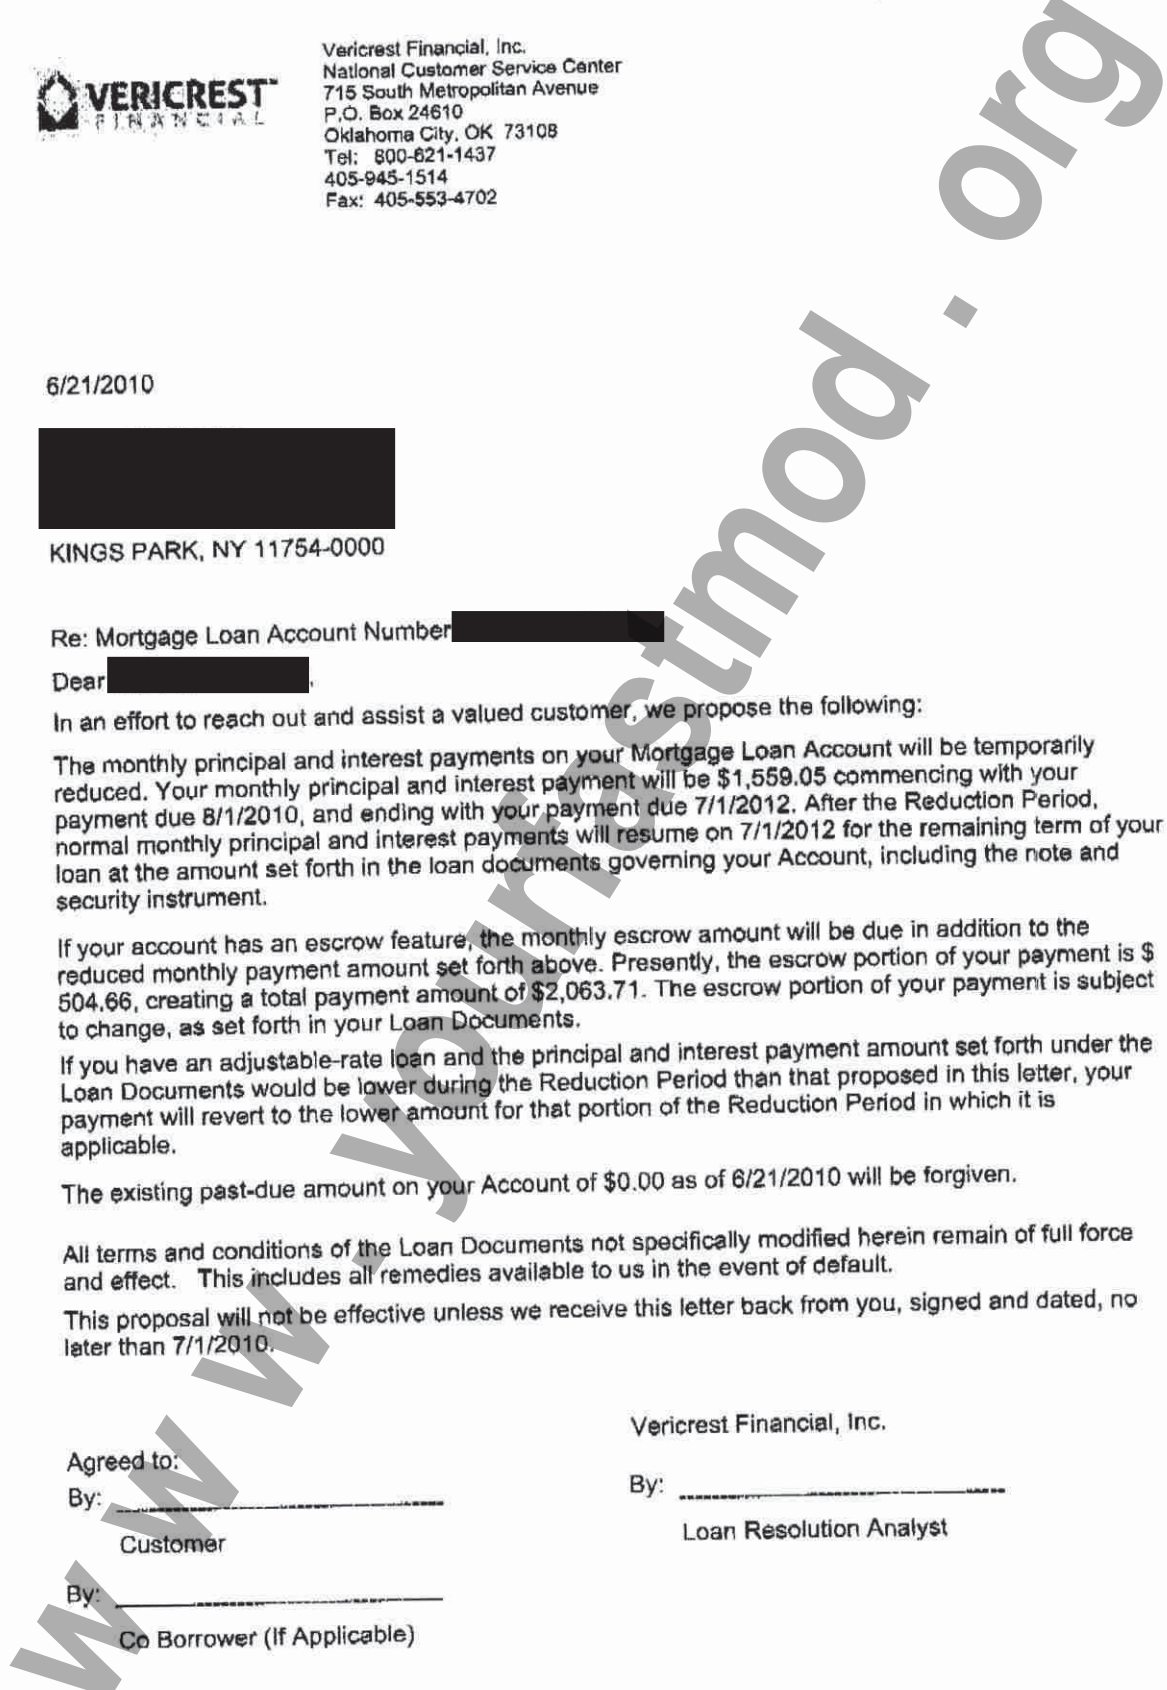 VERICREST
FINANCIAL
Vericrest Financial, Inc.
National Customer Service Center
715 South Metropolitan Avenue
P.O. Box 24610
Oklahoma City, OK 73108
Tel: 800-621-1437
405-945-1514
Fax: 405-553-4702
6/21/2010
KINGS PARK, NY 11754-0000
Re: Mortgage Loan Account Number
Dear ,
In an effort to reach out and assist a valued customer, we propose the following:
The monthly principal and interest payments on your Mortgage Loan Account will be temporarily
reduced. Your monthly principal and interest payment will be $1,559.05 commencing with your
payment due 8/1/2010, and ending with your payment due 7/1/2012. After the Reduction Period,
normal monthly principal and interest payments will resume on 7/1/2012 for the remaining term of your
loan at the amount set forth in the loan documents governing your Account, including the note and
security instrument.
If your account has an escrow feature, the monthly escrow amount will be due in addition to the
reduced monthly payment amount set forth above. Presently, the escrow portion of your payment is $
504.66, creating a total payment amount of $2,063.71. The escrow portion of your payment is subject
to change, as set forth in your Loan Documents.
If you have an adjustable-rate loan and the principal and interest payment amount set forth under the
Loan Documents would be lower during the Reduction Period than that proposed in this letter, your
payment will revert to the lower amount for that portion of the Reduction Period in which it is
applicable.
The existing past-due amount on your Account of $0.00 as of 6/21/2010 will be forgiven.
All terms and conditions of the Loan Documents not specifically modified herein remain of full force
and effect. This includes all remedies available to us in the event of default.
This proposal will not be effective unless we receive this letter back from you, signed and dated, no
later than 7/1/2010.
Vericrest Financial, Inc.
Agreed to:
By:
By:
Customer
Loan Resolution Analyst
By:
Co Borrower (If Applicable)
www.yourfastmod.org